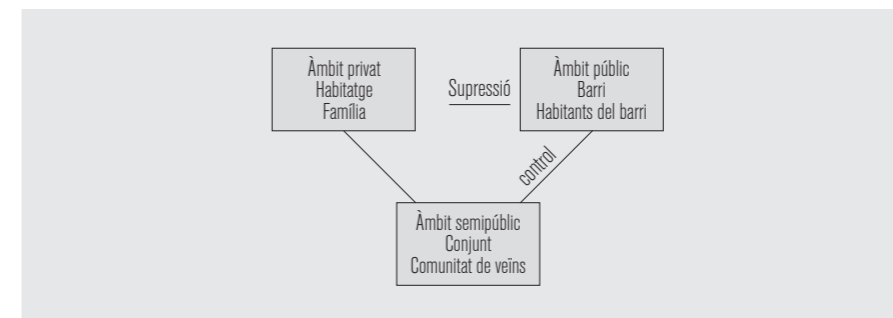 Àmbit privat
Habitatge
Família
Supressió
Àmbit públic
Barri
Habitants del barri
control
Àmbit semipúblic
Conjunt
Comunitat de veïns